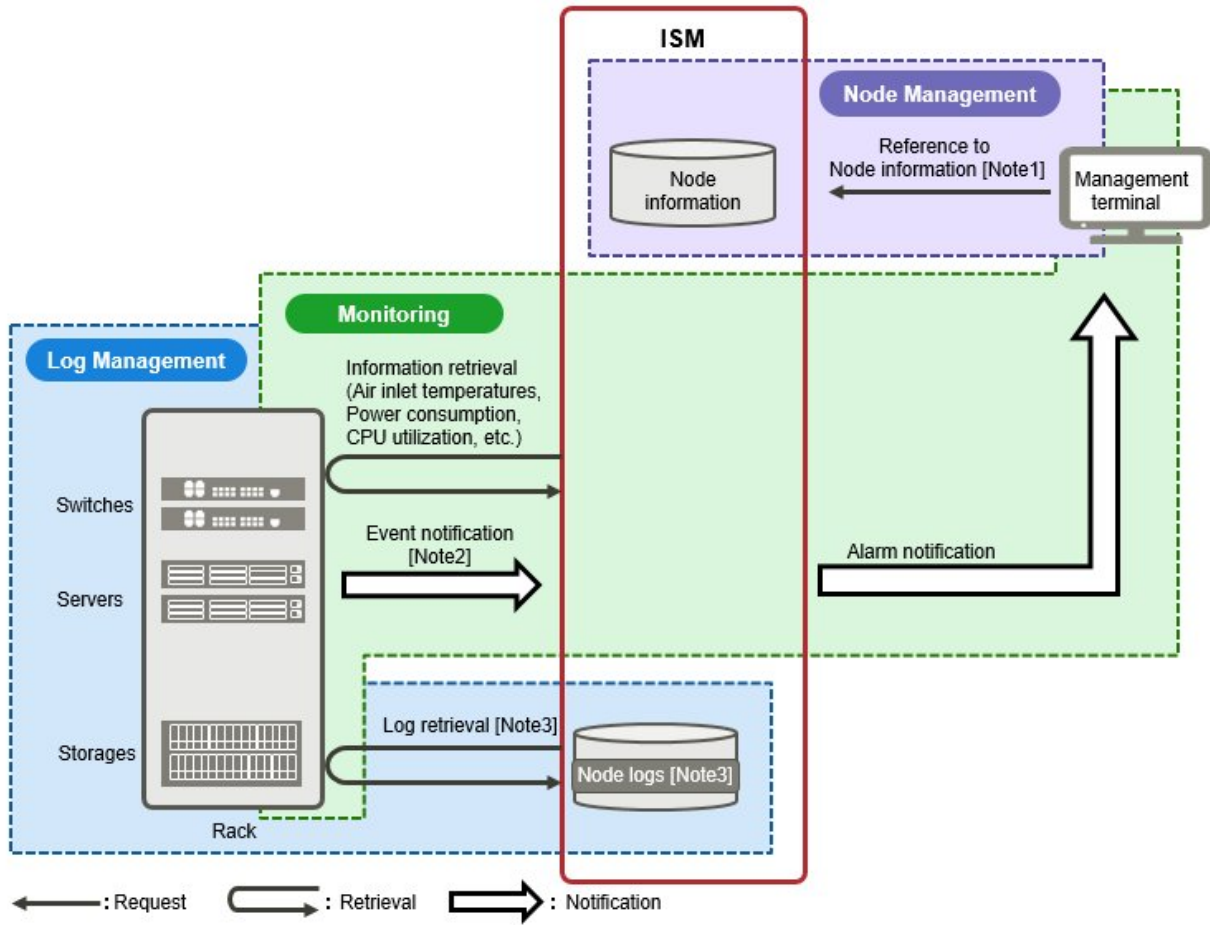 ISM
Node Management
Reference to
Node information [Note1]
Node
information
Management
terminal
Monitoring
Log Management
Information retrieval
(Air inlet temperatures,
Power consumption,
CPU utilization, etc.)
Switches
Event notification
[Note2]
Alarm notification
Servers
Log retrieval [Note3]
Storages
Node logs [Note3]
Rack
: Request
: Retrieval
: Notification